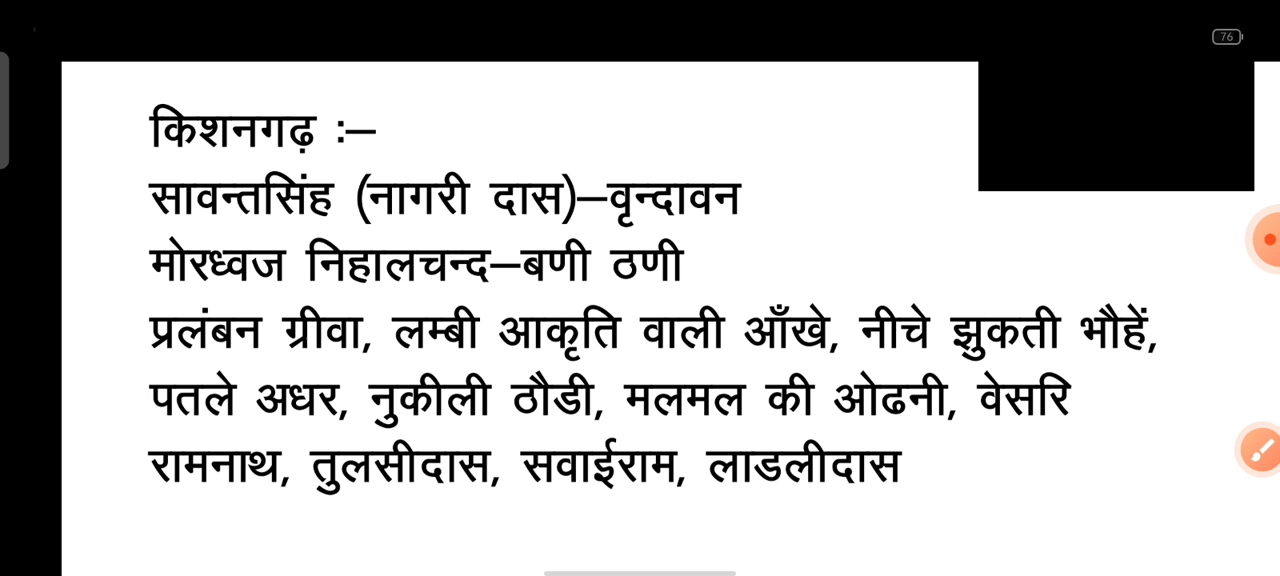 76
किशनगढ़ :–
सावन्तसिंह (नागरी दास)–वृन्दावन
मोरध्वज निहालचन्द–बणी ठणी
प्रलंबन ग्रीवा, लम्बी आकृति वाली आँखे, नीचे झुकती भौहें,
पतले अधर, नुकीली ठौडी, मलमल की ओढनी, वेसरि
रामनाथ, तुलसीदास, सवाईराम, लाडलीदास